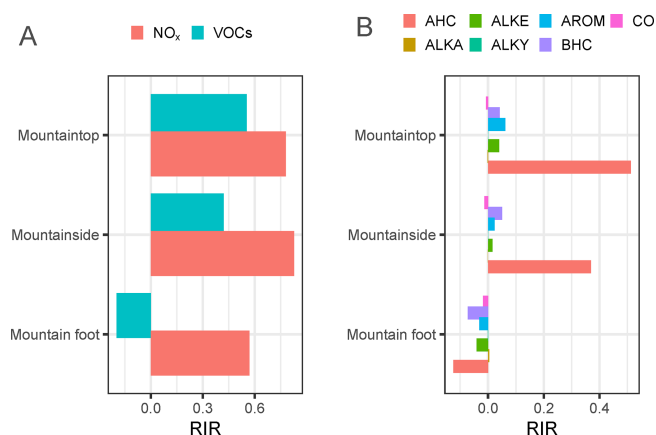 A
NOx VOCs
Mountaintop
Mountainside
Mountain foot
0.0 0.3 0.6
RIR
B
AHC ALKE AROM CO
ALKA ALKY BHC
Mountaintop
Mountainside
Mountain foot
0.0 0.2 0.4
RIR